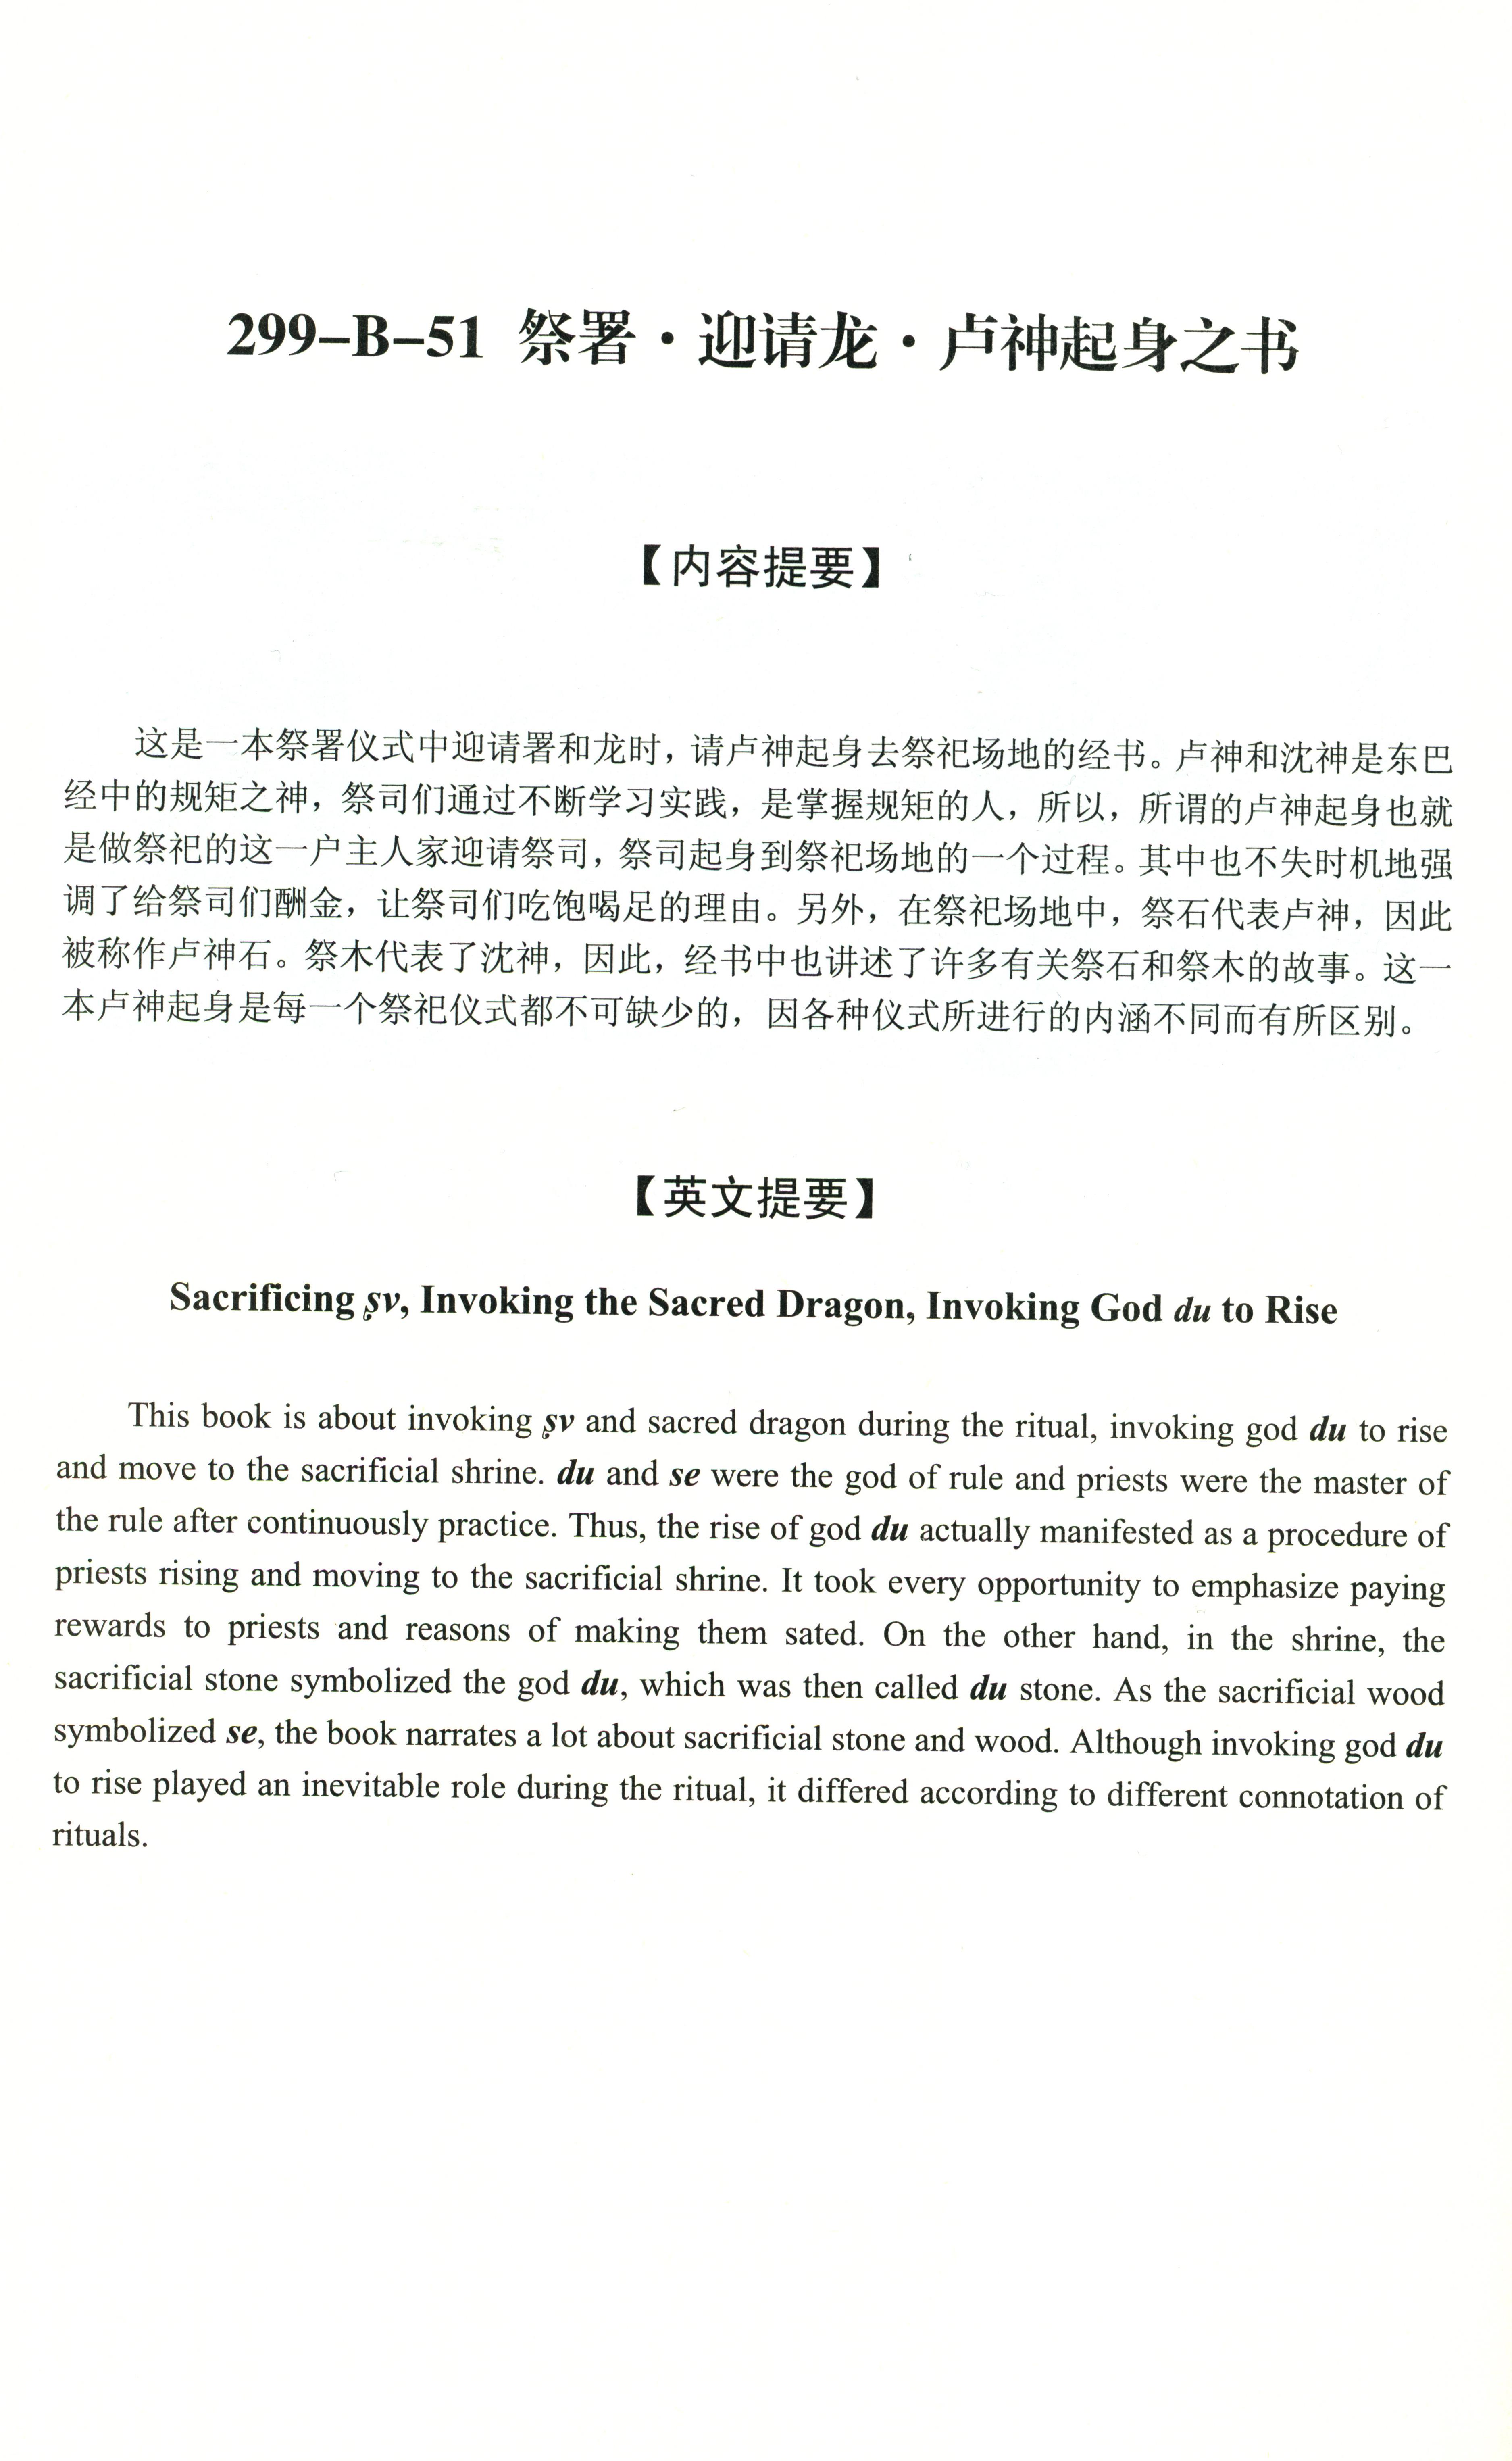 299–B–51 祭署·迎请龙·卢神起身之书
【内容提要】
这是一本祭署仪式中迎请署和龙时，请卢神起身去祭祀场地的经书。卢神和沈神是东巴
经中的规矩之神，祭司们通过不断学习实践，是掌握规矩的人，所以，所谓的卢神起身也就
是做祭祀的这一户主人家迎请祭司，祭司起身到祭祀场地的一个过程。其中也不失时机地强
调了给祭司们酬金，让祭司们吃饱喝足的理由。另外，在祭祀场地中，祭石代表卢神，因此
被称作卢神石。祭木代表了沈神，因此，经书中也讲述了许多有关祭石和祭木的故事。这一
本卢神起身是每一个祭祀仪式都不可缺少的，因各种仪式所进行的内涵不同而有所区别。
【英文提要】
Sacrificing ʂv, Invoking the Sacred Dragon, Invoking God du to Rise
This book is about invoking ʂv and sacred dragon during the ritual, invoking god du to rise
and move to the sacrificial shrine. du and se were the god of rule and priests were the master of
the rule after continuously practice. Thus, the rise of god du actually manifested as a procedure of
priests rising and moving to the sacrificial shrine. It took every opportunity to emphasize paying
rewards to priests and reasons of making them sated. On the other hand, in the shrine, the
sacrificial stone symbolized the god du, which was then called du stone. As the sacrificial wood
symbolized se, the book narrates a lot about sacrificial stone and wood. Although invoking god du
to rise played an inevitable role during the ritual, it differed according to different connotation of
rituals.